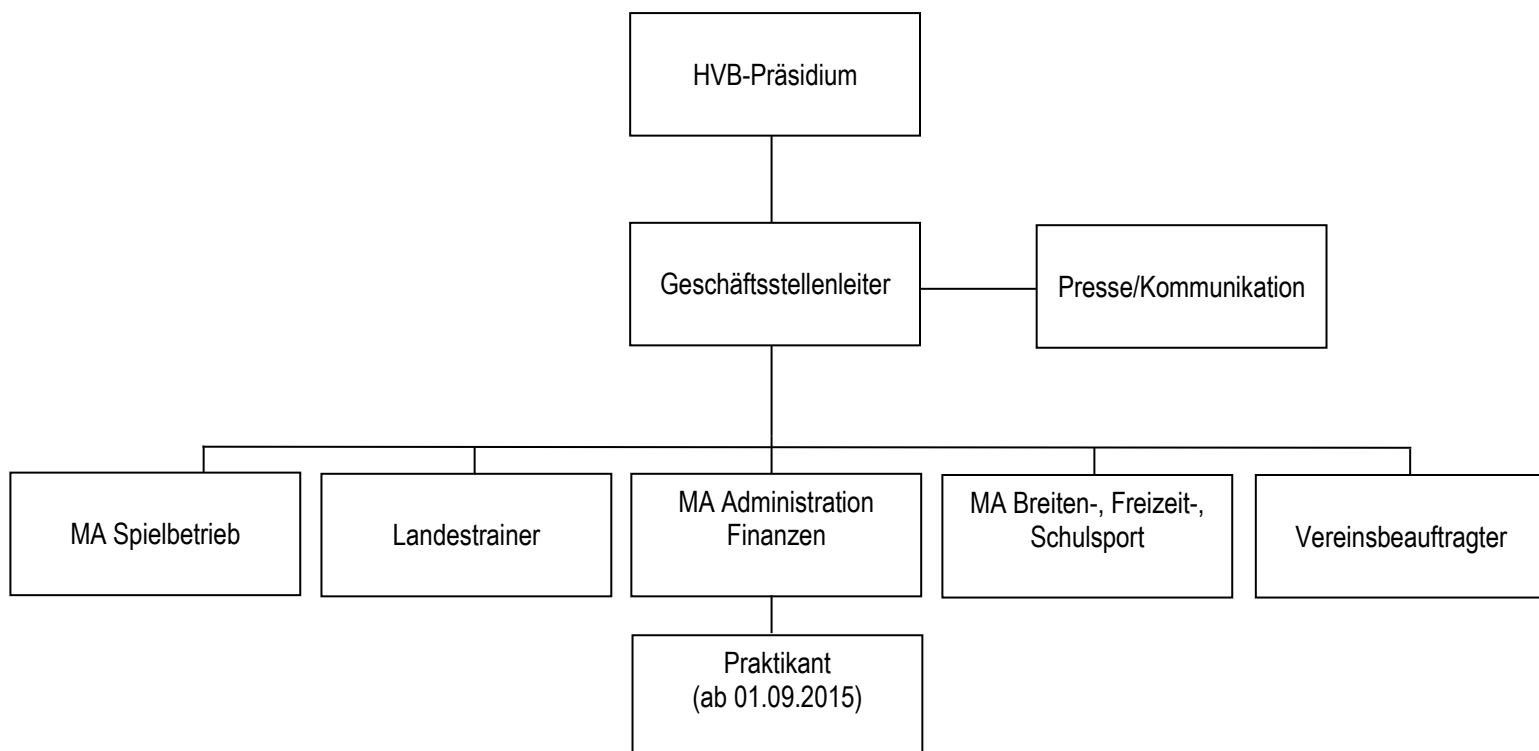 HVB-Präsidium
Geschäftsstellenleiter
Presse/Kommunikation
MA Spielbetrieb
Landestrainer
MA Administration
Finanzen
MA Breiten-, Freizeit-,
Schulsport
Vereinsbeauftragter
Praktikant
(ab 01.09.2015)